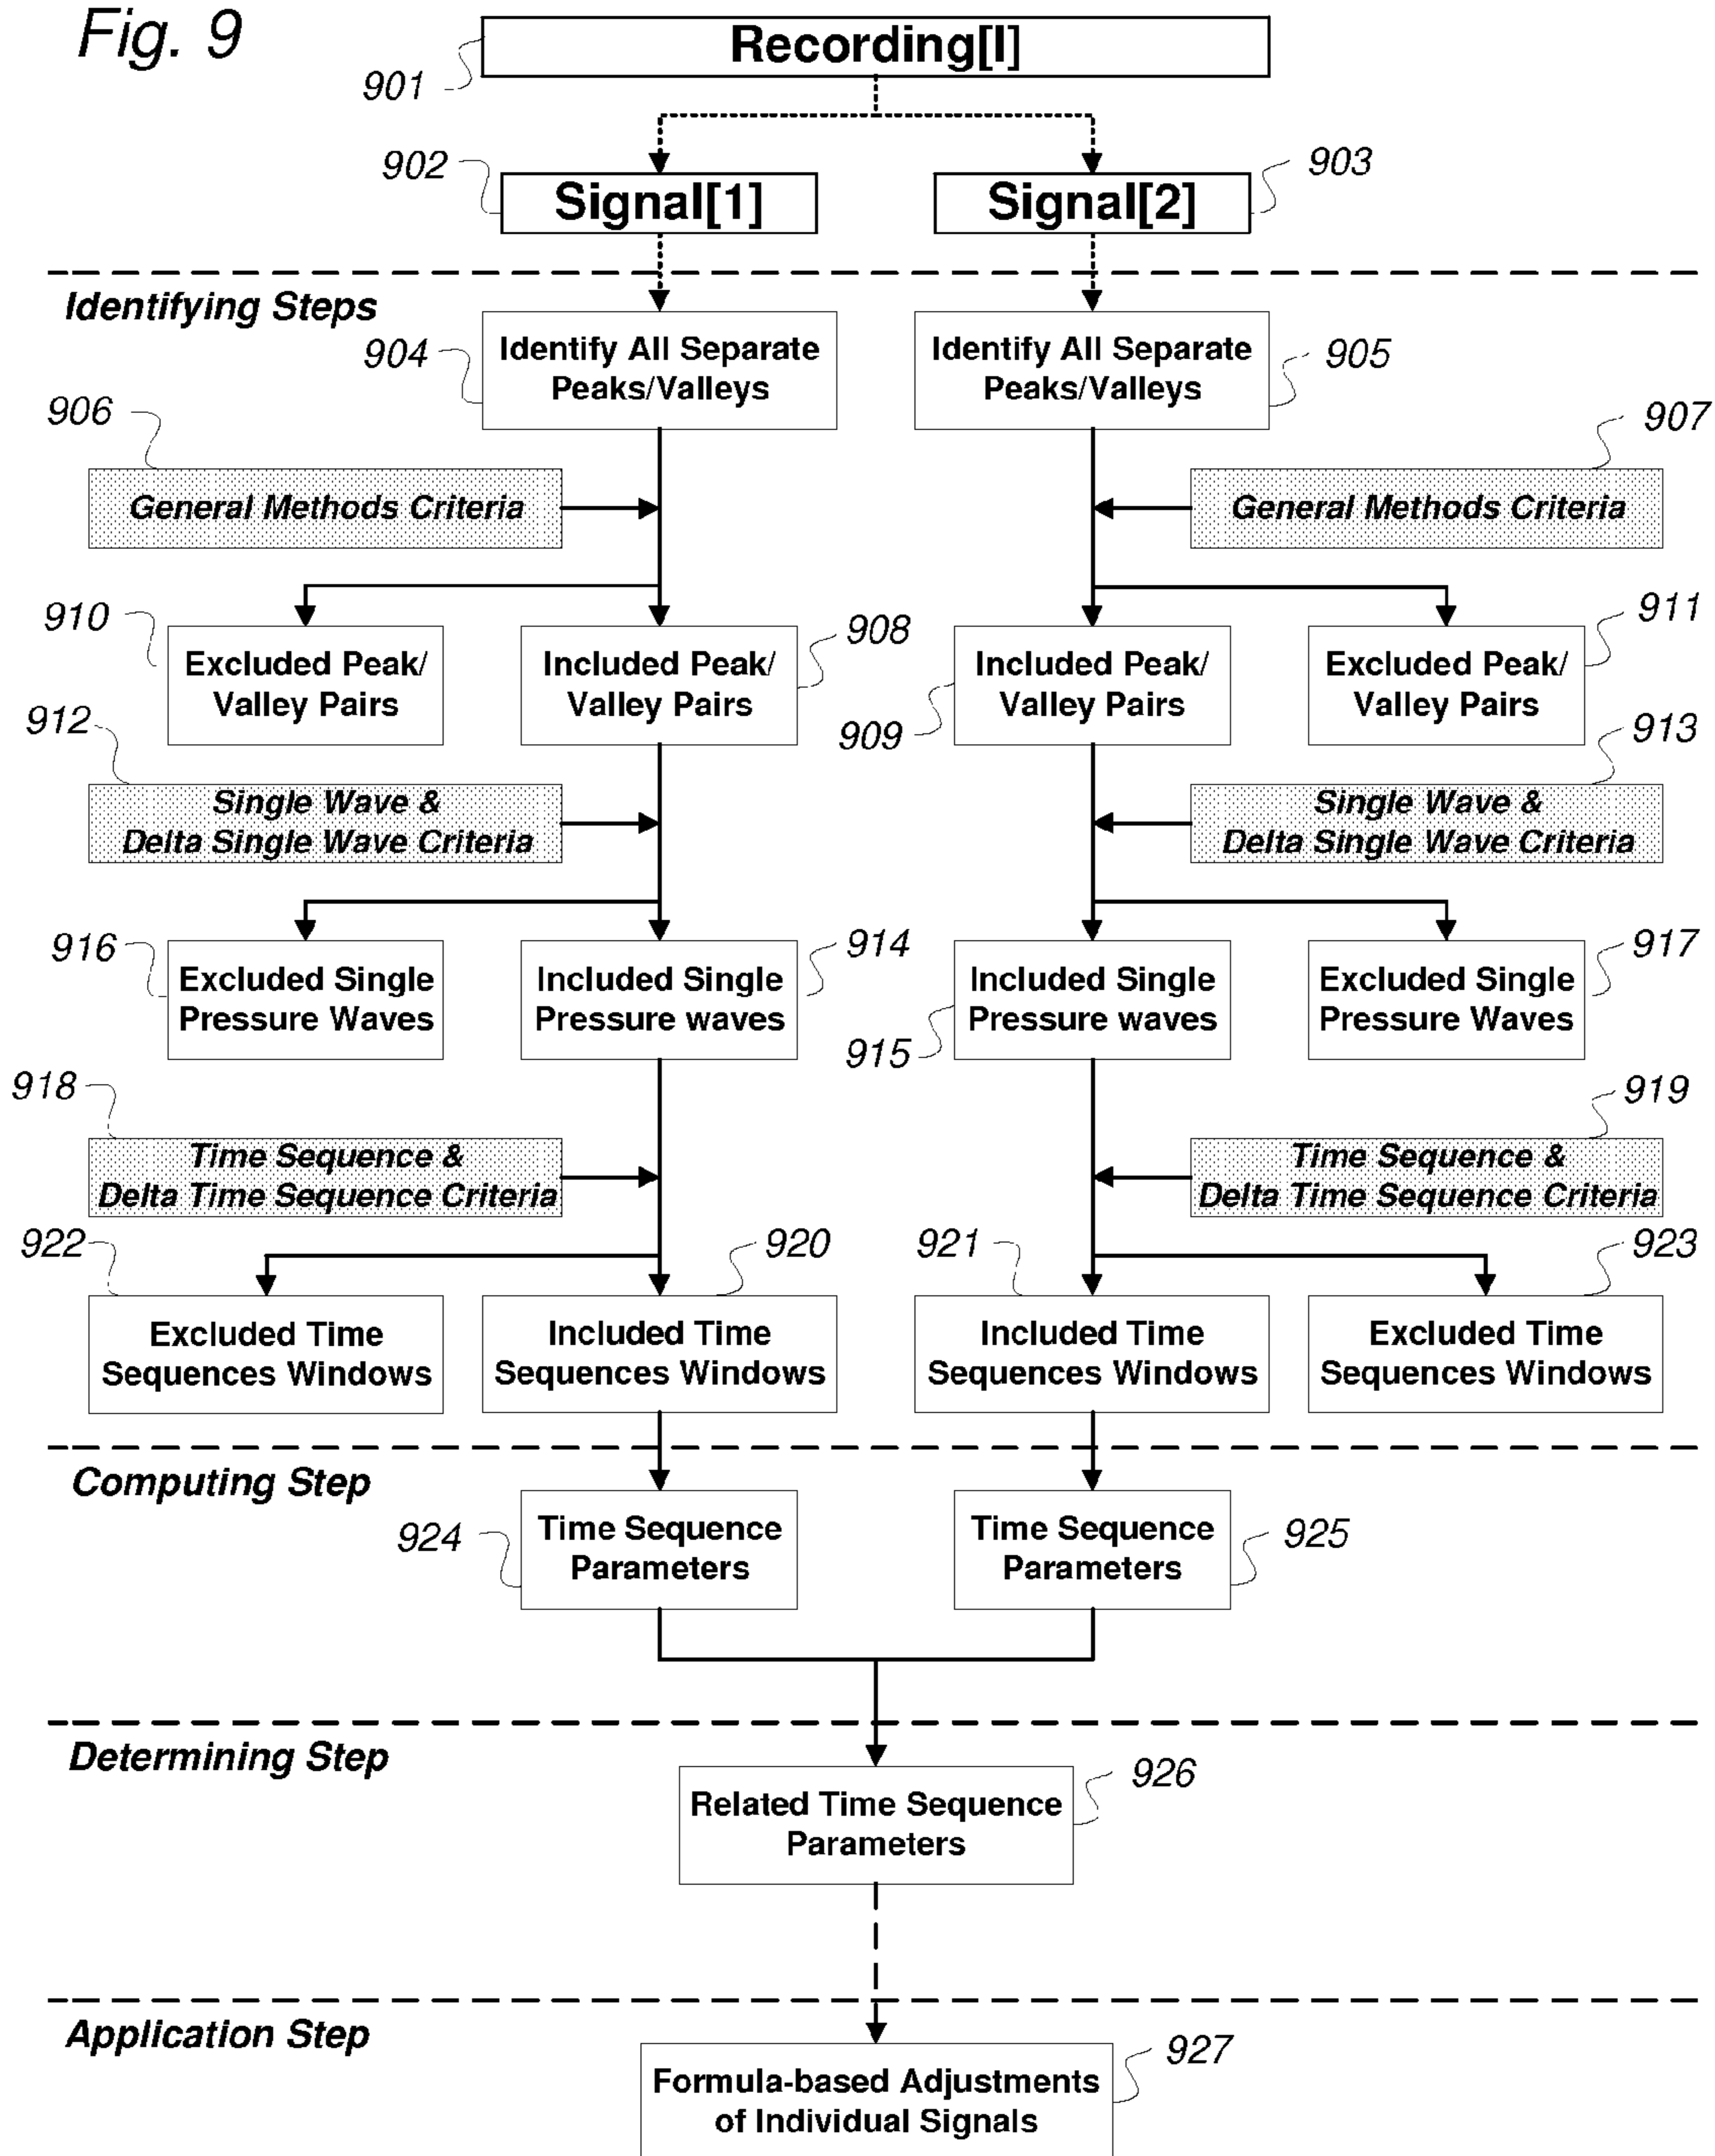 Fig. 9
Recording[I]
901
902
Signal[1]
Signal[2]
903
Identifying Steps
904
Identify All Separate
Peaks/Valleys
Identify All Separate
Peaks/Valleys
905
906
General Methods Criteria
907
General Methods Criteria
910
Excluded Peak/
Valley Pairs
Included Peak/
Valley Pairs
908
909
Included Peak/
Valley Pairs
Excluded Peak/
Valley Pairs
911
912
Single Wave &
Delta Single Wave Criteria
913
Single Wave &
Delta Single Wave Criteria
916
Excluded Single
Pressure Waves
Included Single
Pressure waves
914
915
Included Single
Pressure waves
Excluded Single
Pressure Waves
917
918
Time Sequence &
Delta Time Sequence Criteria
919
Time Sequence &
Delta Time Sequence Criteria
922
Excluded Time
Sequences Windows
920
Included Time
Sequences Windows
921
Included Time
Sequences Windows
923
Excluded Time
Sequences Windows
Computing Step
924
Time Sequence
Parameters
Time Sequence
Parameters
925
Determining Step
Related Time Sequence
Parameters
926
Application Step
Formula-based Adjustments
of Individual Signals
927